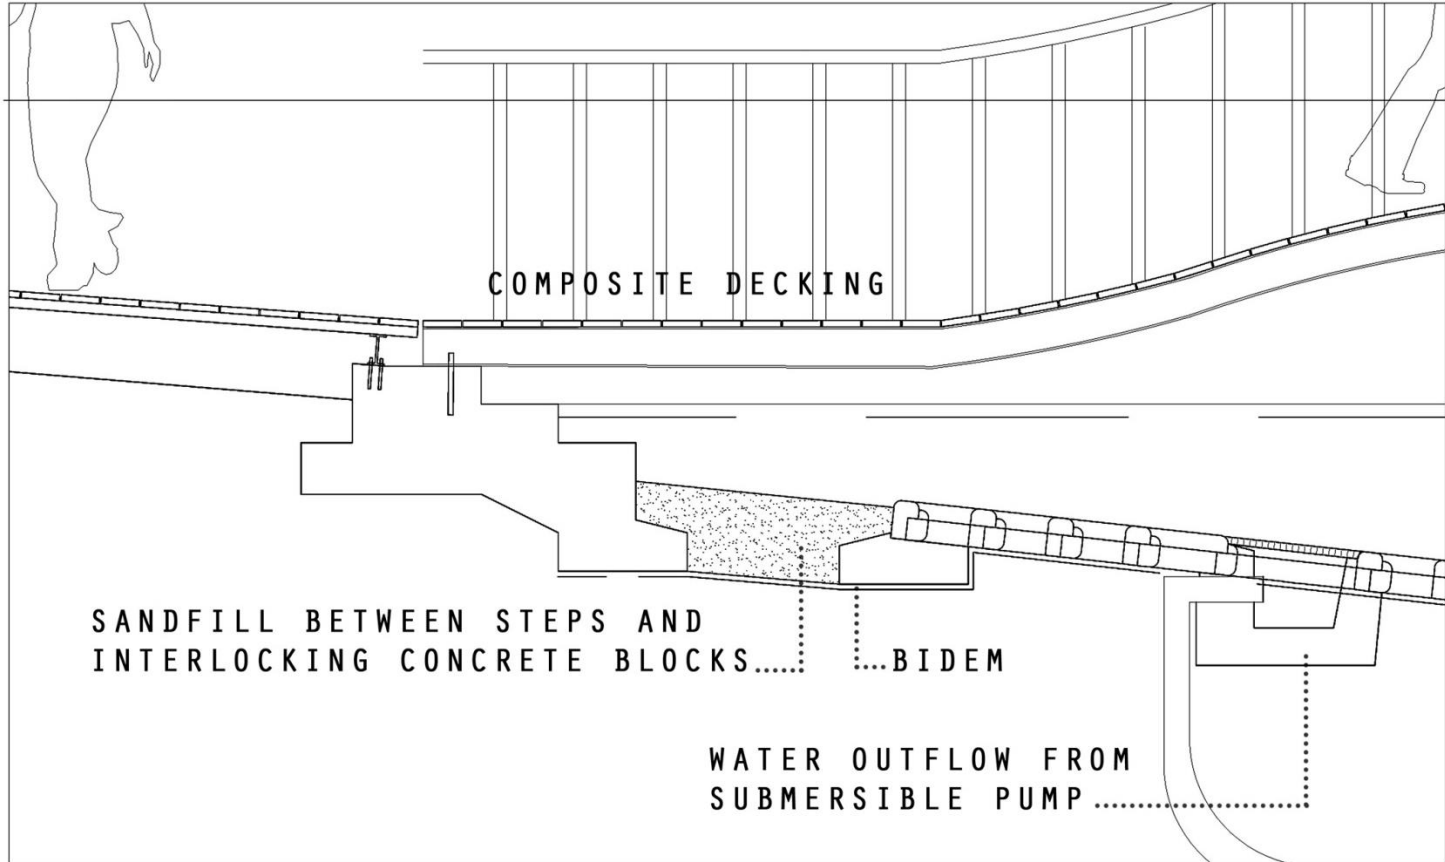 COMPOSITE DECKING
SANDFILL BETWEEN STEPS AND
INTERLOCKING CONCRETE BLOCKS
BIDEM
WATER OUTFLOW FROM
SUBMERSIBLE PUMP